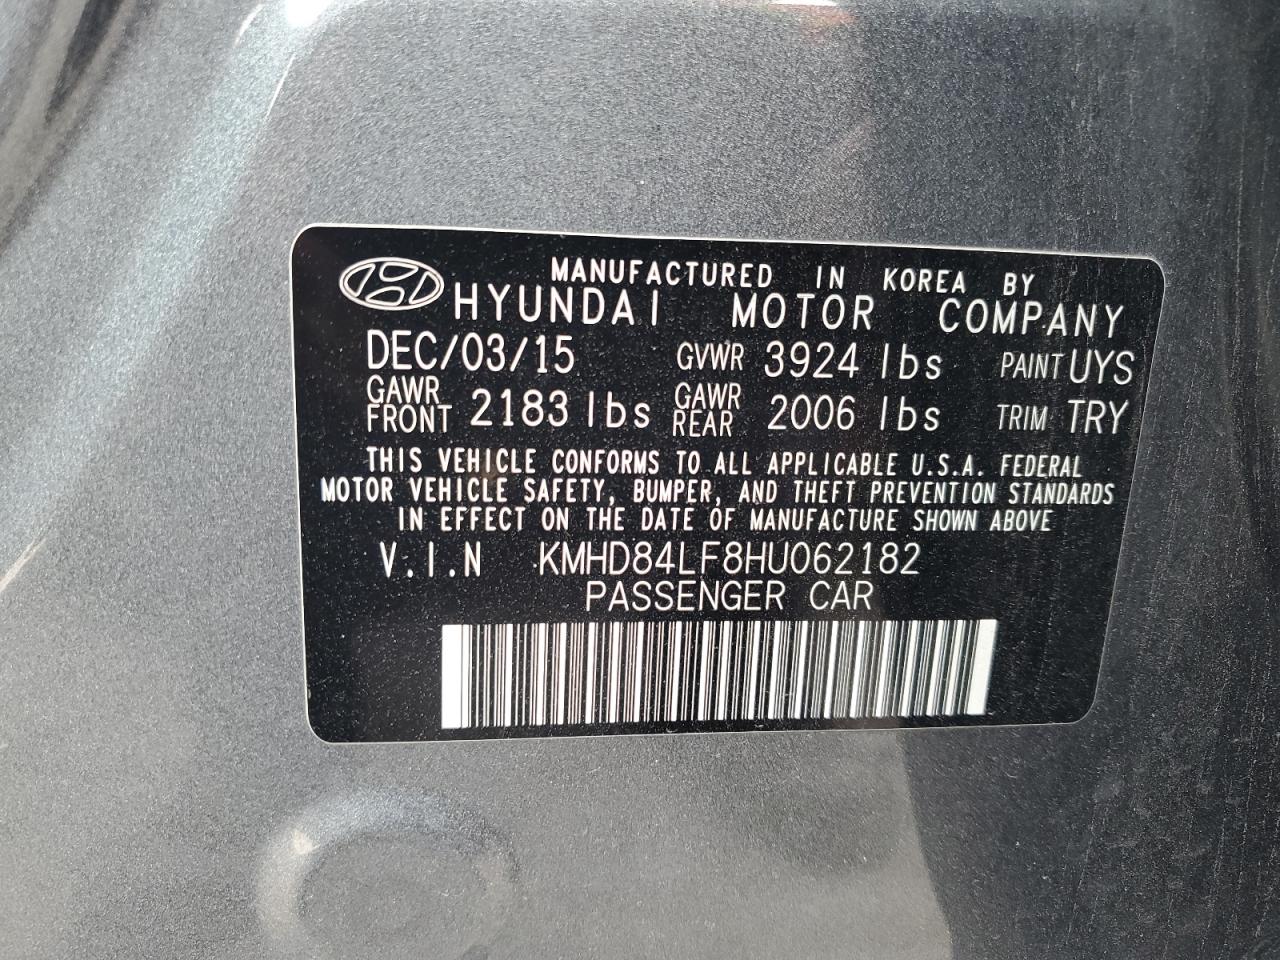 MANUFACTURED IN KOREA BY
HYUNDAI MOTOR COMPANY
DEC/03/15 GVWR 3924 lbs PAINT UYS
GAWR FRONT 2183 lbs GAWR REAR 2006 lbs TRIM TRY
THIS VEHICLE CONFORMS TO ALL APPLICABLE U.S.A. FEDERAL
MOTOR VEHICLE SAFETY, BUMPER, AND THEFT PREVENTION STANDARDS
IN EFFECT ON THE DATE OF MANUFACTURE SHOWN ABOVE
V.I.N KMHD84LF8HU062182
PASSENGER CAR